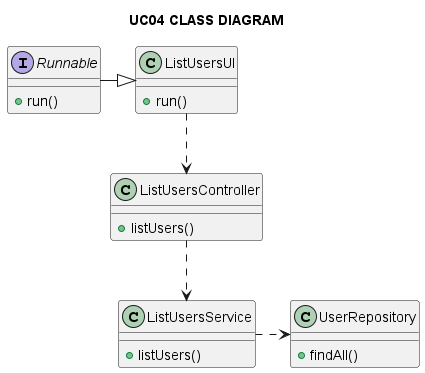 UC04 CLASS DIAGRAM
I Runnable
run()
C ListUsersUI
run()
C ListUsersController
listUsers()
C ListUsersService
listUsers()
C UserRepository
findAll()